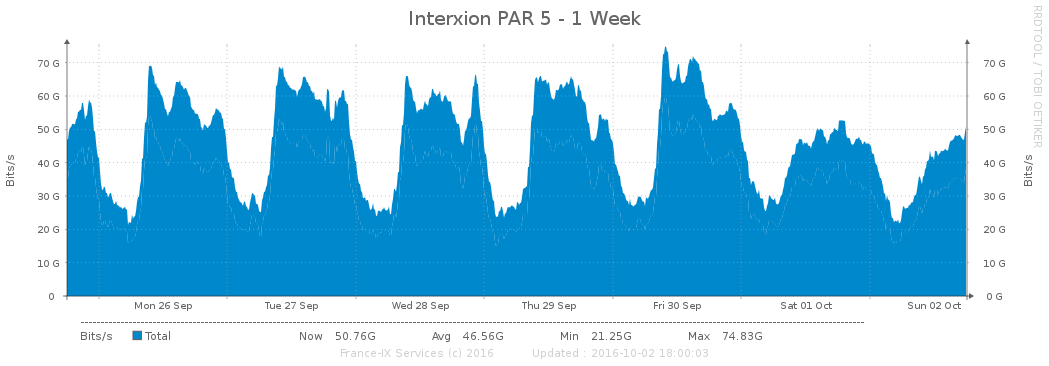 Interxion PAR 5 - 1 Week
RRDTOOL / TOBI OETIKER
Bits/s
70 G 70 G
60 G 60 G
50 G 50 G
40 G 40 G
30 G 30 G
20 G 20 G
10 G 10 G
0 0 G
Bits/s
Mon 26 Sep Tue 27 Sep Wed 28 Sep Thu 29 Sep Fri 30 Sep Sat 01 Oct Sun 02 Oct
Bits/s Total Now 50.76G Avg 46.56G Min 21.25G Max 74.83G
France-IX Services (c) 2016 Updated : 2016-10-02 18:00:03